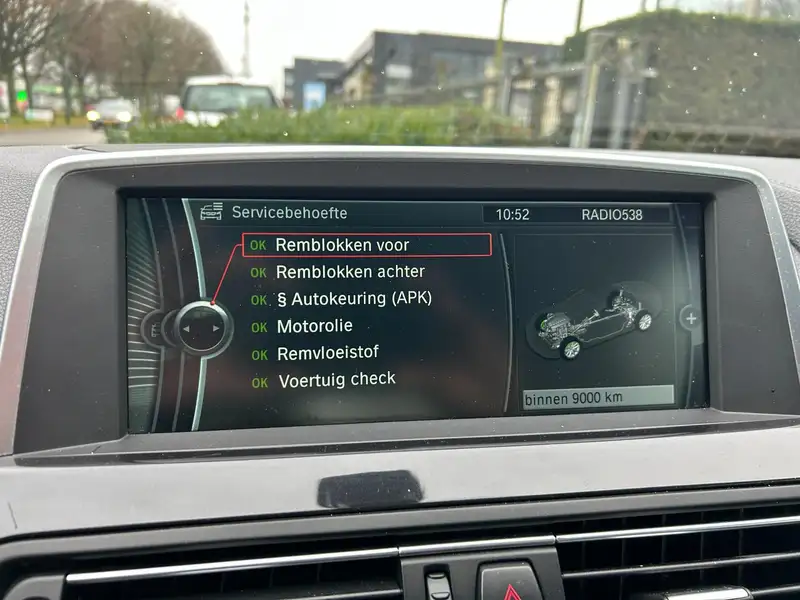 Servicebehoefte 10:52 RADIO538
OK Remblokken voor
OK Remblokken achter
OK § Autokeuring (APK)
OK Motorolie
OK Remvloeistof
OK Voertuig check
binnen 9000 km